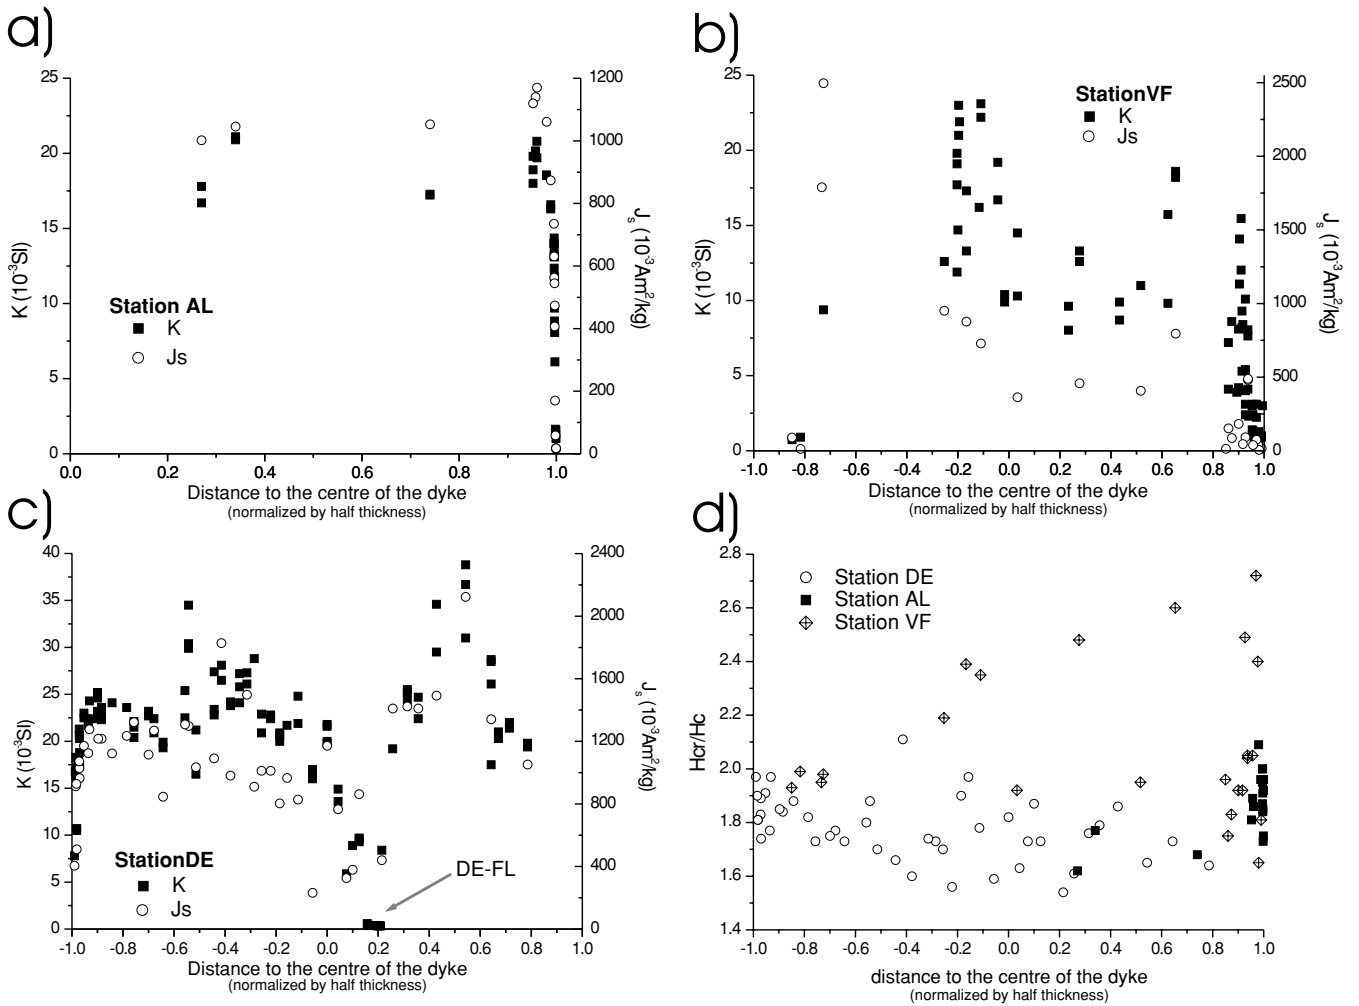 a)
25
20
15
10
5
0
K (10-3SI)
1200
1000
800
600
400
200
0
Js (10-3Am2/kg)
Station AL
K
Js
0.0 0.2 0.4 0.6 0.8 1.0
Distance to the centre of the dyke
(normalized by half thickness)
b)
25
20
15
10
5
0
K (10-3SI)
2500
2000
1500
1000
500
0
Js (10-3Am2/kg)
StationVF
K
Js
-1.0 -0.8 -0.6 -0.4 -0.2 0.0 0.2 0.4 0.6 0.8 1.0
Distance to the centre of the dyke
(normalized by half thickness)
c)
40
35
30
25
20
15
10
5
0
K (10-3SI)
2400
2000
1600
1200
800
400
0
Js (10-3Am2/kg)
StationDE
K
Js
DE-FL
-1.0 -0.8 -0.6 -0.4 -0.2 0.0 0.2 0.4 0.6 0.8 1.0
Distance to the centre of the dyke
(normalized by half thickness)
d)
2.8
2.6
2.4
2.2
2.0
1.8
1.6
1.4
Hcr/Hc
Station DE
Station AL
Station VF
-1.0 -0.8 -0.6 -0.4 -0.2 0.0 0.2 0.4 0.6 0.8 1.0
distance to the centre of the dyke
(normalized by half thickness)